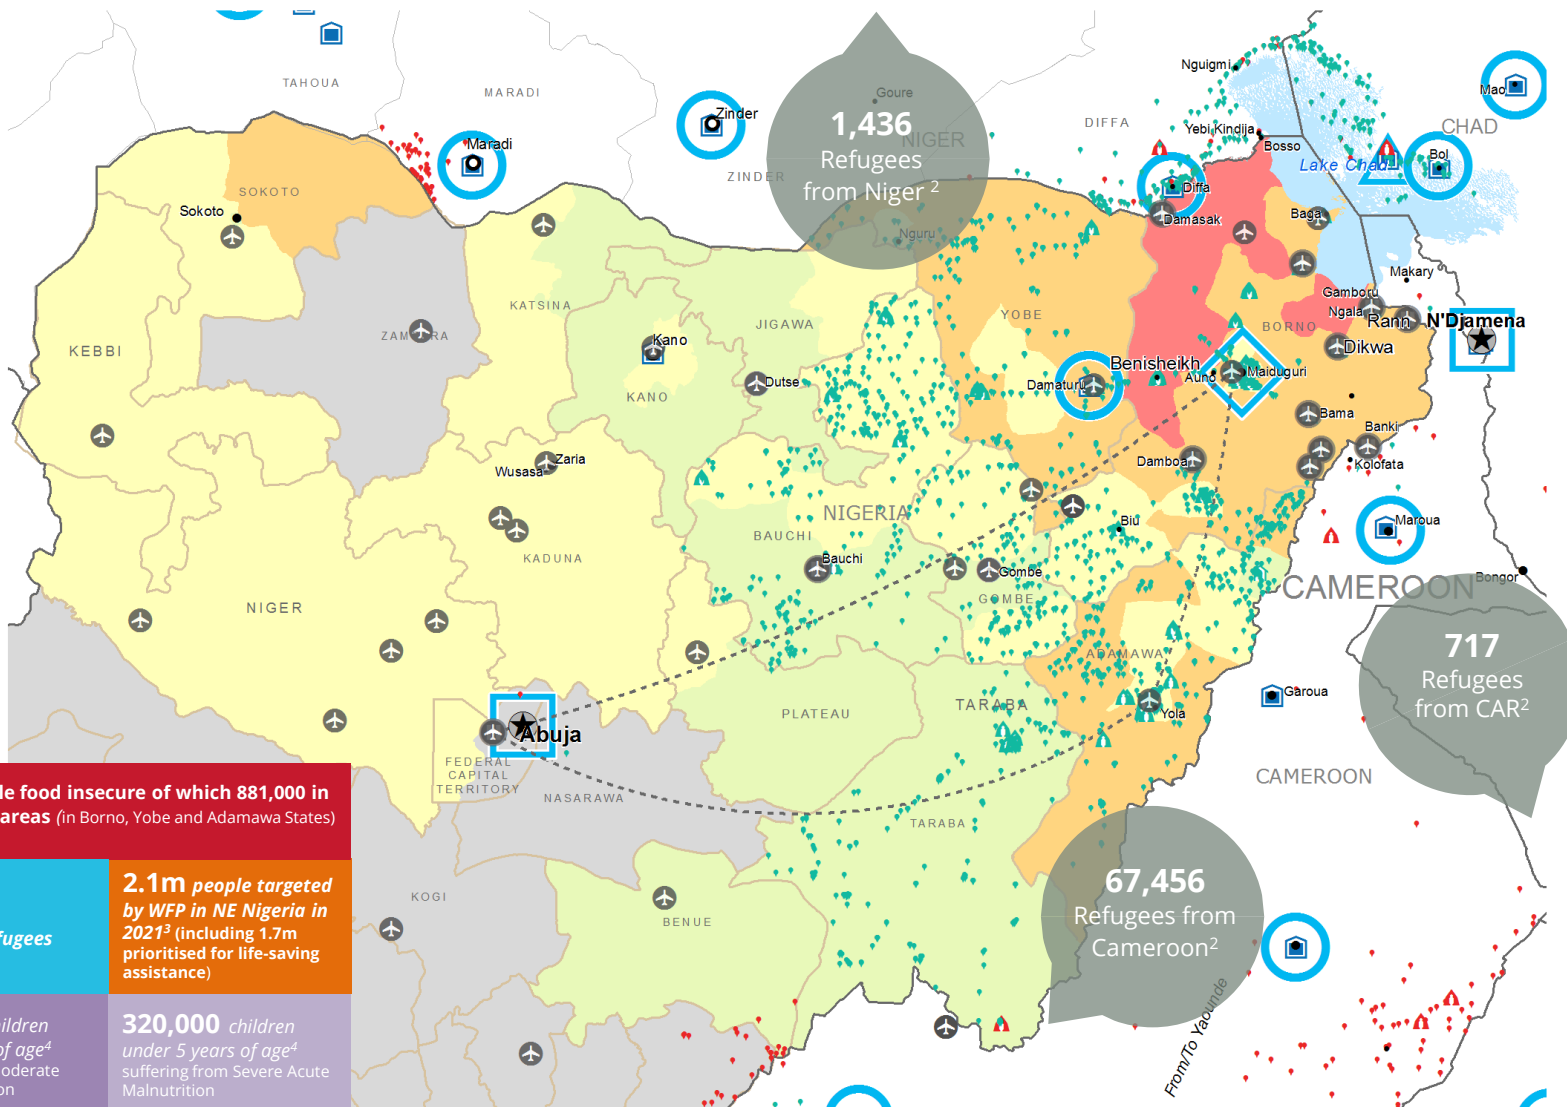 TAHOUA
MARADI
Goure
Nguigmi
Mao
Zinder
1,436
Refugees
from Niger 2
NIGER
DIFFA
Yebi Kindija
Bosso
CHAD
Maradi
ZINDER
Lake Chad
Bol
SOKOTO
Diffa
Sokoto
Damasak
Baga
Nguru
Makary
KATSINA
Gamboru
Ngala
Rann
N'Djamena
YOBE
JIGAWA
BORNO
ZAMFARA
Kano
KEBBI
Dikwa
Benisheikh
Auno
Maiduguri
Dutse
Damaturu
KANO
Bama
Banki
Wusasa
Zaria
Damboa
Kolofata
NIGERIA
Biu
Maroua
BAUCHI
KADUNA
Bauchi
Gombe
CAMEROON
Bongor
GOMBE
NIGER
717
Refugees
from CAR2
ADAMAWA
Garoua
TARABA
PLATEAU
Yola
Abuja
FEDERAL
CAPITAL
TERRITORY
NASARAWA
CAMEROON
le food insecure of which 881,000 in
areas (in Borno, Yobe and Adamawa States)
TARABA
2.1m people targeted
by WFP in NE Nigeria in
20213 (including 1.7m
prioritised for life-saving
assistance)
fugees
KOGI
BENUE
67,456
Refugees from
Cameroon2
From/To Yaounde
ildren
of age4
oderate
on
320,000 children
under 5 years of age4
suffering from Severe Acute
Malnutrition